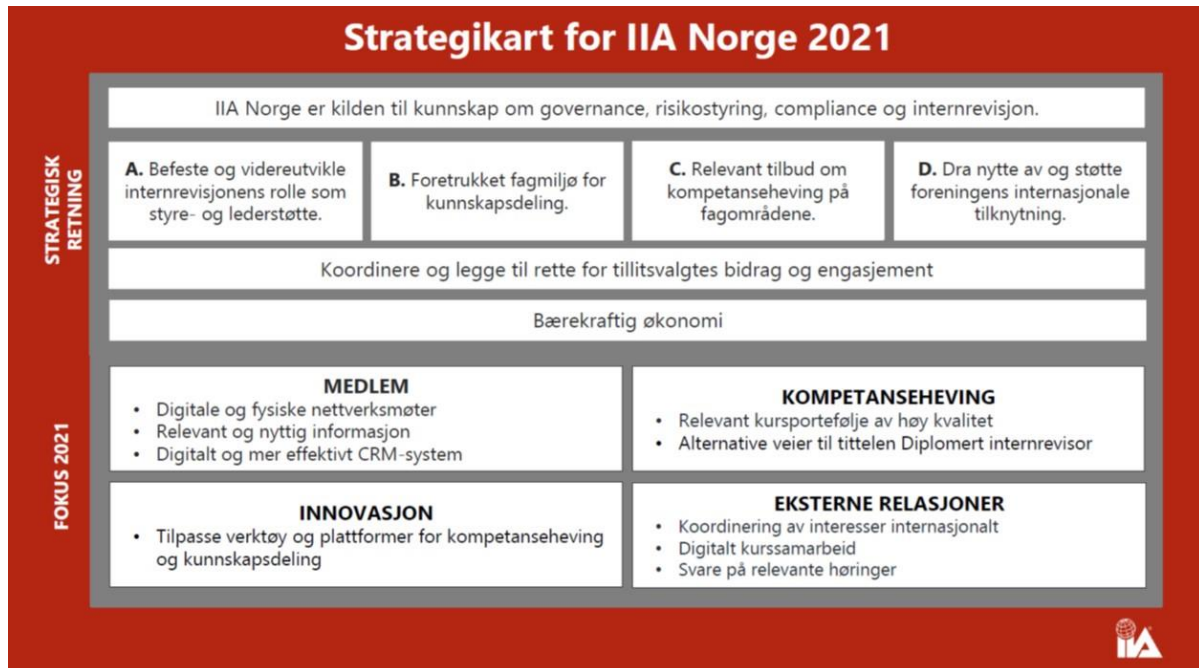 Strategikart for IIA Norge 2021
STRATEGISK
RETNING
IIA Norge er kilden til kunnskap om governance, risikostyring, compliance og internrevisjon.
A. Befeste og videreutvikle
internrevisjonens rolle som
styre- og lederstøtte.
B. Foretrukket fagmiljø for
kunnskapsdeling.
C. Relevant tilbud om
kompetanseheving på
fagområdene.
D. Dra nytte av og støtte
foreningens internasjonale
tilknytning.
Koordinere og legge til rette for tillitsvalgtes bidrag og engasjement
Bærekraftig økonomi
FOKUS 2021
MEDLEM
• Digitale og fysiske nettverksmøter
• Relevant og nyttig informasjon
• Digitalt og mer effektivt CRM-system
KOMPETANSEHEVING
• Relevant kursportefølje av høy kvalitet
• Alternative veier til tittelen Diplomert internrevisor
INNOVASJON
• Tilpasse verktøy og plattformer for kompetanseheving
og kunnskapsdeling
EKSTERNE RELASJONER
• Koordinering av interesser internasjonalt
• Digitalt kurssamarbeid
• Svare på relevante høringer
IIA